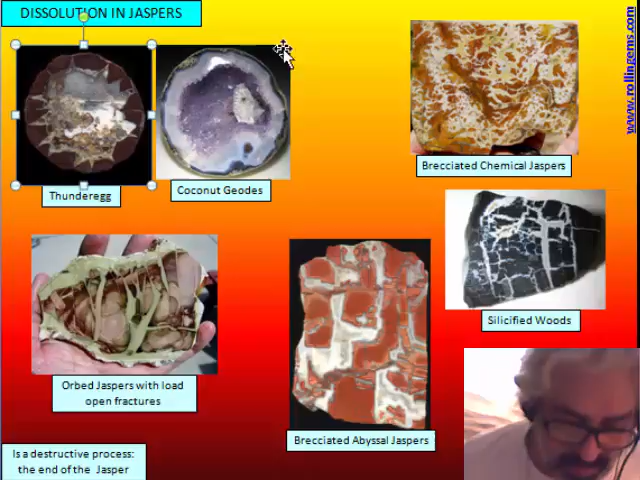 DISSOLUTION IN JASPERS
www.rollingems.com
Thunderegg
Coconut Geodes
Brecciated Chemical Jaspers
Silicified Woods
Orbed Jaspers with load
open fractures
Brecciated Abyssal Jaspers
Is a destructive process:
the end of the Jasper